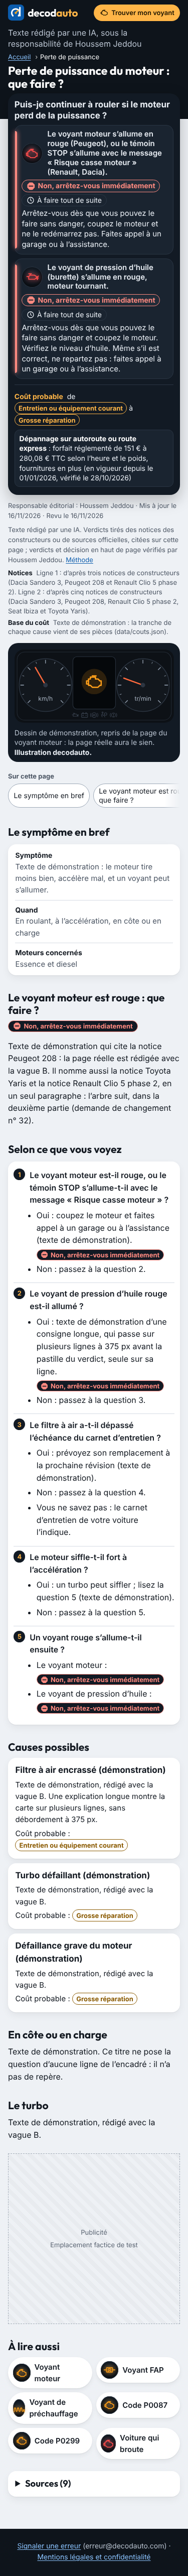 decodauto
Trouver mon voyant
Texte rédigé par une IA, sous la
responsabilité de Houssem Jeddou
Accueil › Perte de puissance
Perte de puissance du moteur :
que faire ?
Puis-je continuer à rouler si le moteur
perd de la puissance ?
Le voyant moteur s’allume en
rouge (Peugeot), ou le témoin
STOP s’allume avec le message
« Risque casse moteur »
(Renault, Dacia).
Non, arrêtez-vous immédiatement
À faire tout de suite
Arrêtez-vous dès que vous pouvez le
faire sans danger, coupez le moteur et
ne le redémarrez pas. Faites appel à un
garage ou à l’assistance.
Le voyant de pression d’huile
(burette) s’allume en rouge,
moteur tournant.
Non, arrêtez-vous immédiatement
À faire tout de suite
Arrêtez-vous dès que vous pouvez le
faire sans danger et coupez le moteur.
Vérifiez le niveau d’huile. Même s’il est
correct, ne repartez pas : faites appel à
un garage ou à l’assistance.
Coût probable de
Entretien ou équipement courant à
Grosse réparation
Dépannage sur autoroute ou route
express : forfait réglementé de 151 € à
280,08 € TTC selon l’heure et le poids,
fournitures en plus (en vigueur depuis le
01/01/2026, vérifié le 28/10/2026)
Responsable éditorial : Houssem Jeddou · Mis à jour le
16/11/2026 · Revu le 16/11/2026
Texte rédigé par une IA. Verdicts tirés des notices des
constructeurs ou de sources officielles, citées sous cette
page ; verdicts et dépannage en haut de page vérifiés par
Houssem Jeddou. Méthode
Notices Ligne 1 : d’après trois notices de constructeurs
(Dacia Sandero 3, Peugeot 208 et Renault Clio 5 phase
2). Ligne 2 : d’après cinq notices de constructeurs
(Dacia Sandero 3, Peugeot 208, Renault Clio 5 phase 2,
Seat Ibiza et Toyota Yaris).
Base du coût Texte de démonstration : la tranche de
chaque cause vient de ses pièces (data/couts.json).
km/h
tr/min
Dessin de démonstration, repris de la page du
voyant moteur : la page réelle aura le sien.
Illustration decodauto.
Sur cette page
Le symptôme en bref
Le voyant moteur est
que faire ?
Le symptôme en bref
Symptôme
Texte de démonstration : le moteur tire
moins bien, accélère mal, et un voyant peut
s’allumer.
Quand
En roulant, à l’accélération, en côte ou en
charge
Moteurs concernés
Essence et diesel
Le voyant moteur est rouge : que
faire ?
Non, arrêtez-vous immédiatement
Texte de démonstration qui cite la notice
Peugeot 208 : la page réelle est rédigée avec
la vague B. Il nomme aussi la notice Toyota
Yaris et la notice Renault Clio 5 phase 2, en
un seul paragraphe : l’arbre suit, dans la
deuxième partie (demande de changement
n° 32).
Selon ce que vous voyez
1 Le voyant moteur est-il rouge, ou le
témoin STOP s’allume-t-il avec le
message « Risque casse moteur » ?
• Oui : coupez le moteur et faites
appel à un garage ou à l’assistance
(texte de démonstration).
Non, arrêtez-vous immédiatement
• Non : passez à la question 2.
2 Le voyant de pression d’huile rouge
est-il allumé ?
• Oui : texte de démonstration d’une
consigne longue, qui passe sur
plusieurs lignes à 375 px avant la
pastille du verdict, seule sur sa
ligne.
Non, arrêtez-vous immédiatement
• Non : passez à la question 3.
3 Le filtre à air a-t-il dépassé
l’échéance du carnet d’entretien ?
• Oui : prévoyez son remplacement à
la prochaine révision (texte de
démonstration).
• Non : passez à la question 4.
• Vous ne savez pas : le carnet
d’entretien de votre voiture
l’indique.
4 Le moteur siffle-t-il fort à
l’accélération ?
• Oui : un turbo peut siffler ; lisez la
question 5 (texte de démonstration).
• Non : passez à la question 5.
5 Un voyant rouge s’allume-t-il
ensuite ?
• Le voyant moteur :
Non, arrêtez-vous immédiatement
• Le voyant de pression d’huile :
Non, arrêtez-vous immédiatement
Causes possibles
Filtre à air encrassé (démonstration)
Texte de démonstration, rédigé avec la
vague B. Une explication longue montre la
carte sur plusieurs lignes, sans
débordement à 375 px.
Coût probable :
Entretien ou équipement courant
Turbo défaillant (démonstration)
Texte de démonstration, rédigé avec la
vague B.
Coût probable : Grosse réparation
Défaillance grave du moteur
(démonstration)
Texte de démonstration, rédigé avec la
vague B.
Coût probable : Grosse réparation
En côte ou en charge
Texte de démonstration. Ce titre ne pose la
question d’aucune ligne de l’encadré : il n’a
pas de repère.
Le turbo
Texte de démonstration, rédigé avec la
vague B.
Publicité
Emplacement factice de test
À lire aussi
Voyant
moteur
Voyant FAP
Voyant de
préchauffage
Code P0087
Code P0299
Voiture qui
broute
Sources (9)
Signaler une erreur (erreur@decodauto.com) ·
Mentions légales et confidentialité